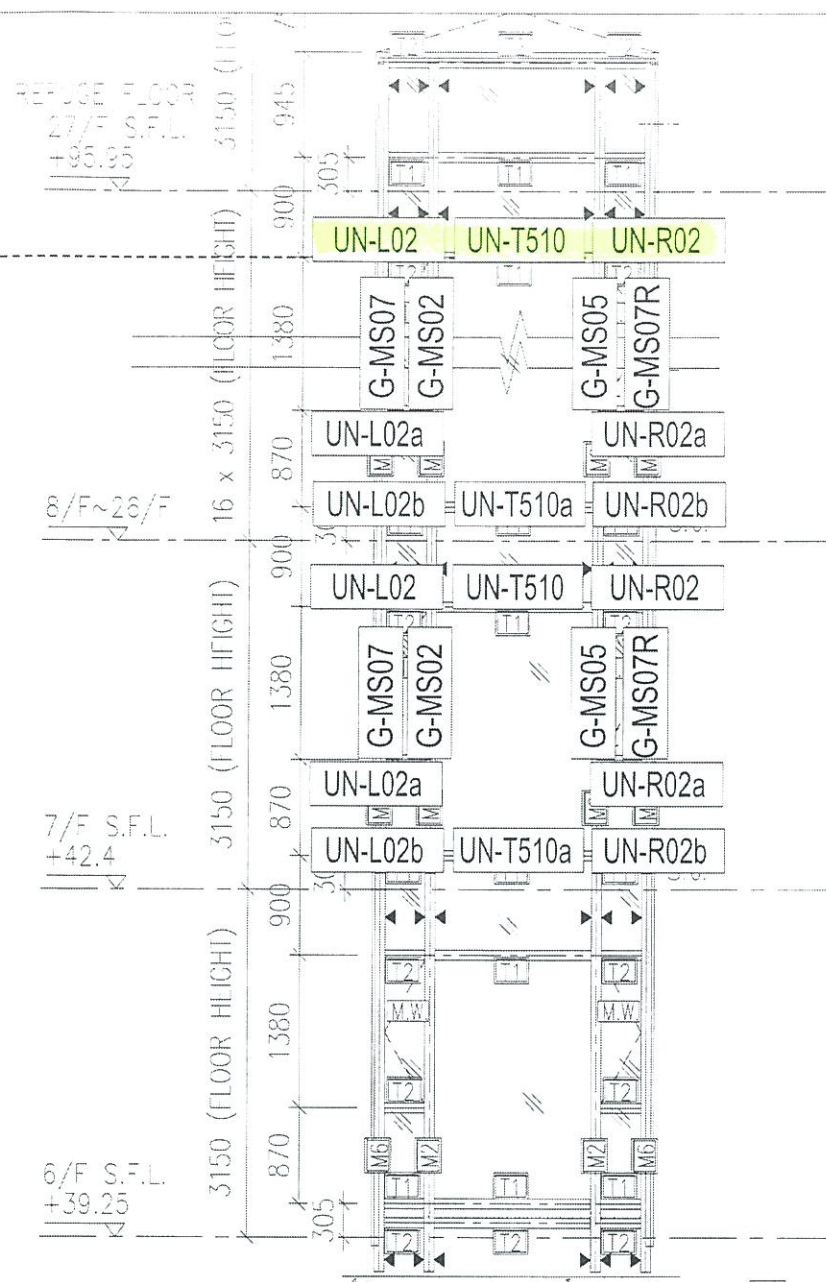 REFUGE FLOOR
27/F S.F.L.
+95.95
945
305
900
T1 T1 T1
UN-L02 UN-T510 UN-R02
T2 T1 T2
16 x 3150 (FLOOR HEIGHT)
1380
G-MS07 G-MS02 G-MS05 G-MS07R
UN-L02a UN-R02a
870
M M M M
UN-L02b UN-T510a UN-R02b
8/F~26/F
900
UN-L02 UN-T510 UN-R02
T2 T1 T2
3150 (FLOOR HEIGHT)
1380
G-MS07 G-MS02 G-MS05 G-MS07R
UN-L02a UN-R02a
870
7/F S.F.L.
+42.4
UN-L02b UN-T510a UN-R02b
900
T2 T1 T2
M.W M.W
3150 (FLOOR HEIGHT)
1380
T2 T2
870
M6 M2 M2 M6
6/F S.F.L.
+39.25
T1 T1 T1
305
T2 T2 T2